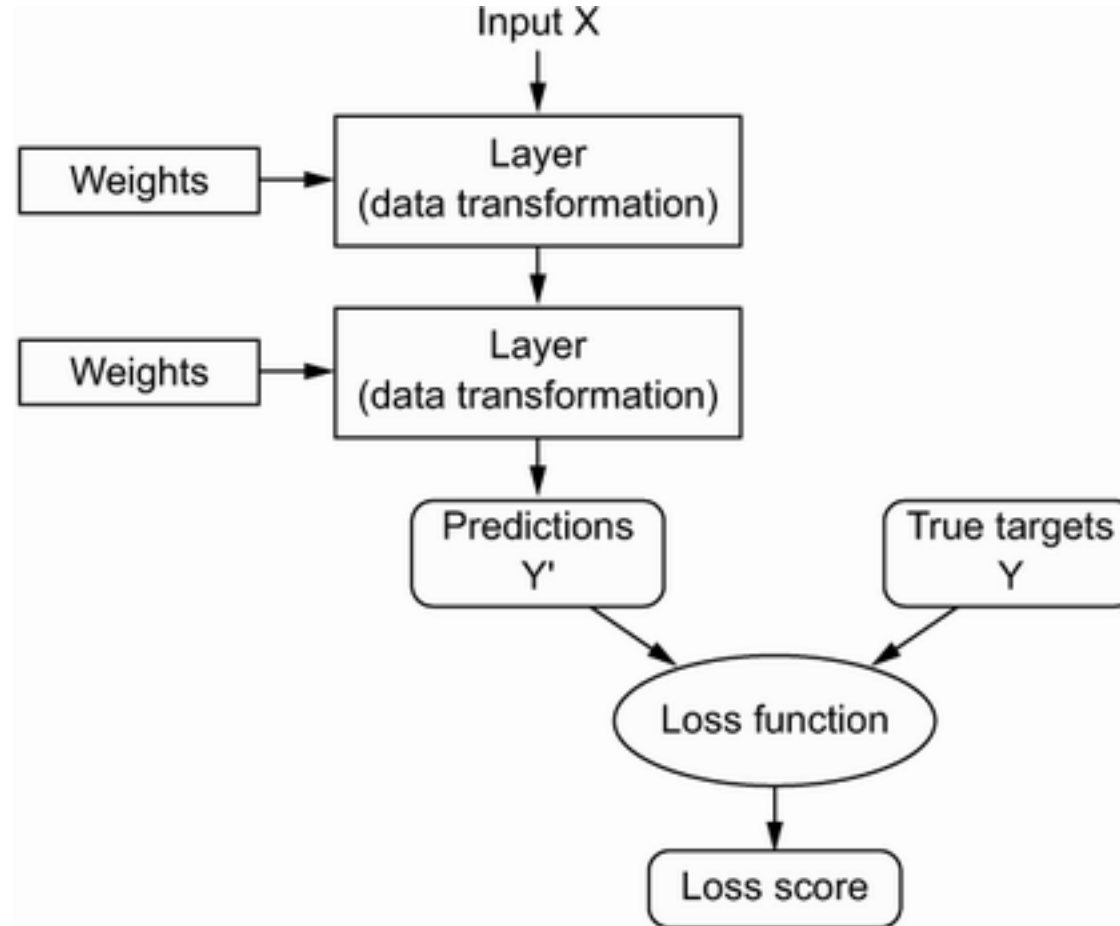 Input X
Weights
Layer
(data transformation)
Weights
Layer
(data transformation)
Predictions
Y'
True targets
Y
Loss function
Loss score